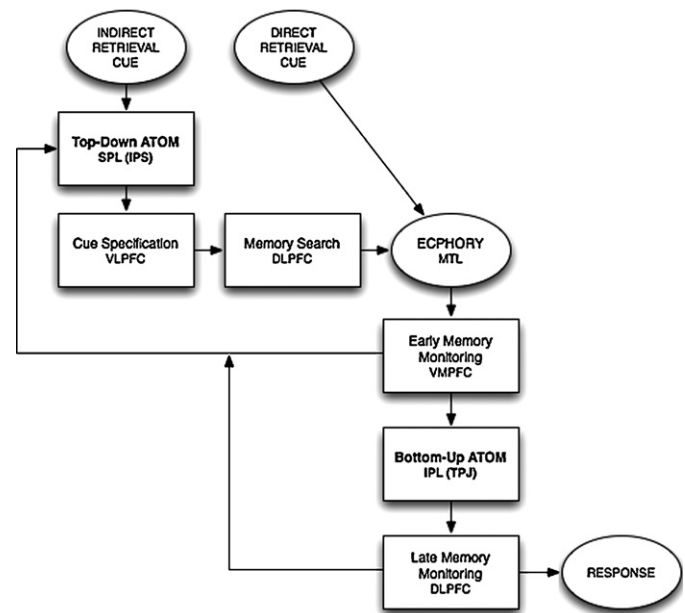 INDIRECT
RETRIEVAL
CUE
DIRECT
RETRIEVAL
CUE
Top-Down ATOM
SPL (IPS)
Cue Specification
VLPFC
Memory Search
DLPFC
ECPHORY
MTL
Early Memory
Monitoring
VMPFC
Bottom-Up ATOM
IPL (TPJ)
Late Memory
Monitoring
DLPFC
RESPONSE